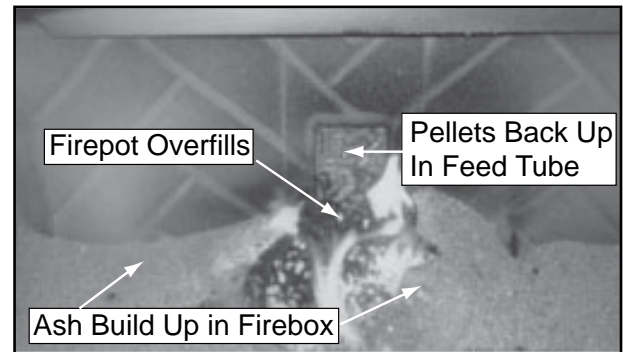 Firepot Overfills
Pellets Back Up
In Feed Tube
Ash Build Up in Firebox